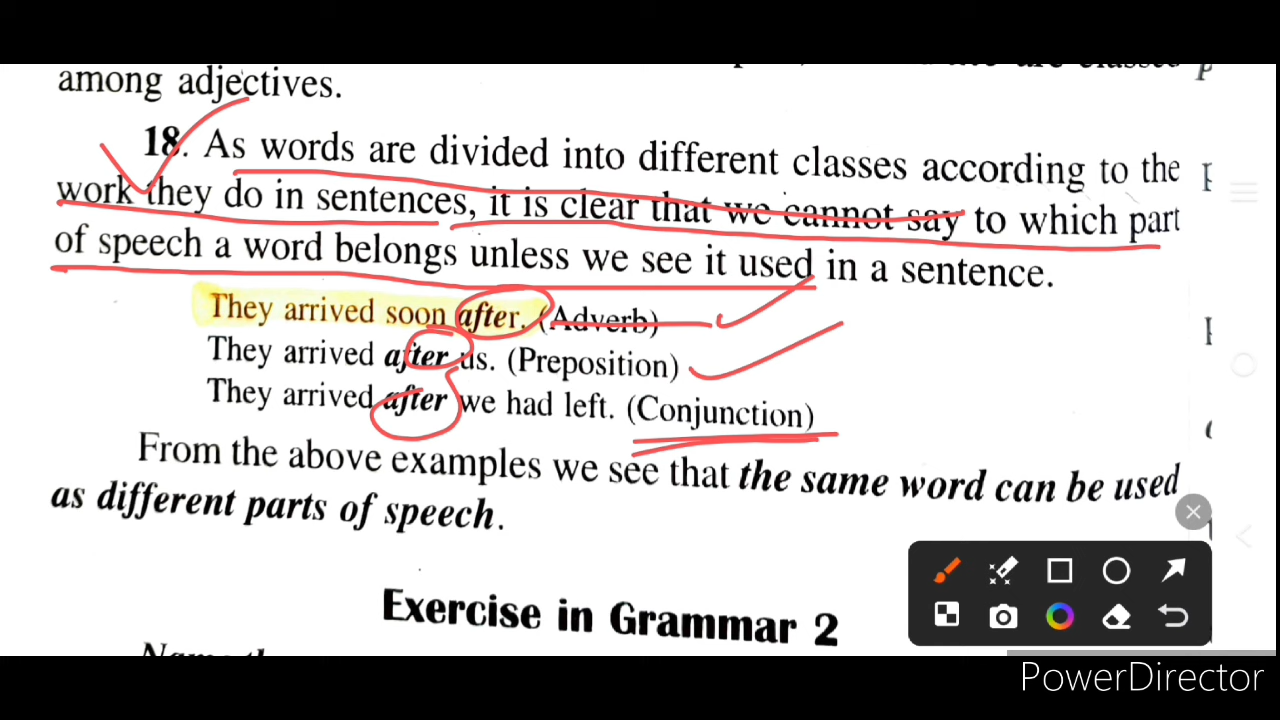 among adjectives.
18. As words are divided into different classes according to the
work they do in sentences, it is clear that we cannot say to which part
of speech a word belongs unless we see it used in a sentence.
They arrived soon after. (Adverb)
They arrived after us. (Preposition)
They arrived after we had left. (Conjunction)
From the above examples we see that the same word can be used
as different parts of speech.
Exercise in Grammar 2
PowerDirector